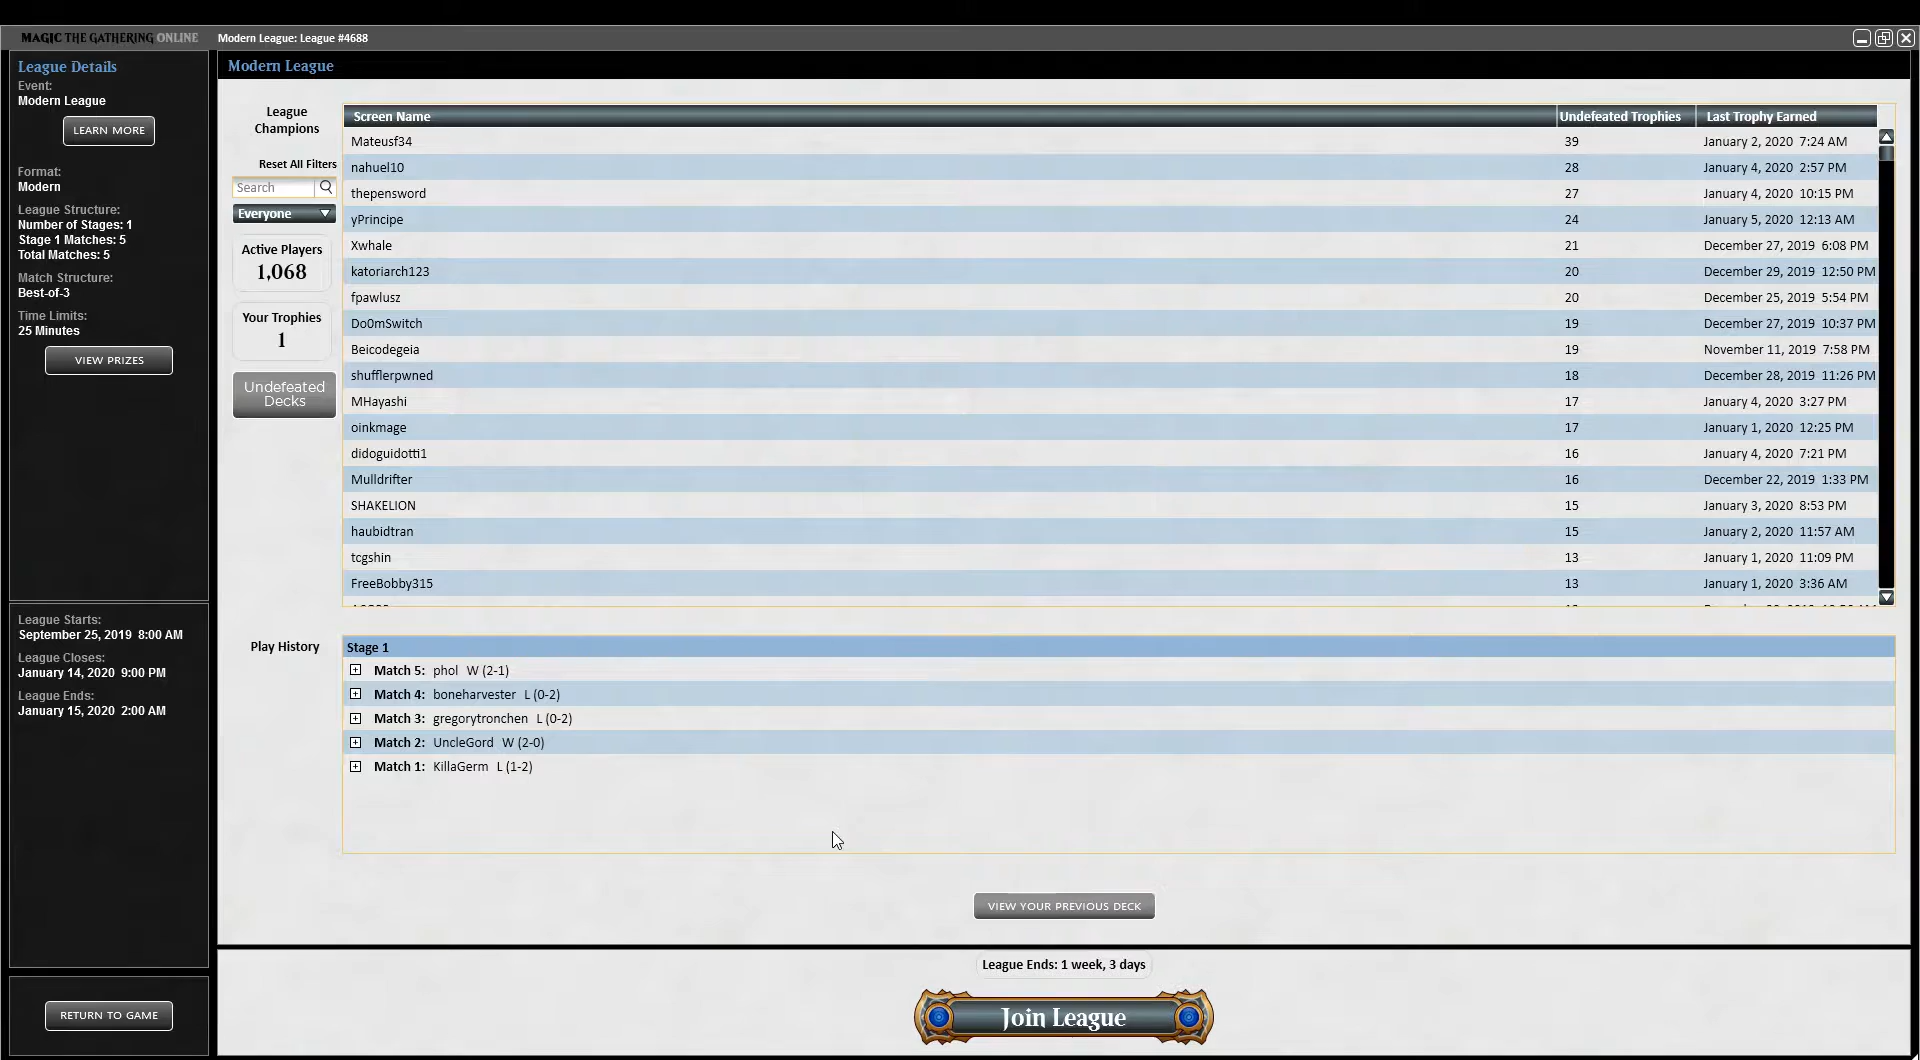 MAGIC THE GATHERING ONLINE
Modern League: League #4688
League Details
Event:
Modern League
LEARN MORE
Format:
Modern
League Structure:
Number of Stages: 1
Stage 1 Matches: 5
Total Matches: 5
Match Structure:
Best-of-3
Time Limits:
25 Minutes
VIEW PRIZES
League Starts:
September 25, 2019 8:00 AM
League Closes:
January 14, 2020 9:00 PM
League Ends:
January 15, 2020 2:00 AM
RETURN TO GAME
Modern League
League
Champions
Reset All Filters
Search
Everyone
Active Players
1,068
Your Trophies
1
Undefeated
Decks
Screen Name Undefeated Trophies Last Trophy Earned
Mateusf34 39 January 2, 2020 7:24 AM
nahuel10 28 January 4, 2020 2:57 PM
thepensword 27 January 4, 2020 10:15 PM
yPrincipe 24 January 5, 2020 12:13 AM
Xwhale 21 December 27, 2019 6:08 PM
katoriarch123 20 December 29, 2019 12:50 PM
fpawlusz 20 December 25, 2019 5:54 PM
Do0mSwitch 19 December 27, 2019 10:37 PM
Beicodegeia 19 November 11, 2019 7:58 PM
shufflerpwned 18 December 28, 2019 11:26 PM
MHayashi 17 January 4, 2020 3:27 PM
oinkmage 17 January 1, 2020 12:25 PM
didoguidotti1 16 January 4, 2020 7:21 PM
Mulldrifter 16 December 22, 2019 1:33 PM
SHAKELION 15 January 3, 2020 8:53 PM
haubidtran 15 January 2, 2020 11:57 AM
tcgshin 13 January 1, 2020 11:09 PM
FreeBobby315 13 January 1, 2020 3:36 AM
Play History
Stage 1
Match 5: phol W (2-1)
Match 4: boneharvester L (0-2)
Match 3: gregorytronchen L (0-2)
Match 2: UncleGord W (2-0)
Match 1: KillaGerm L (1-2)
VIEW YOUR PREVIOUS DECK
League Ends: 1 week, 3 days
Join League